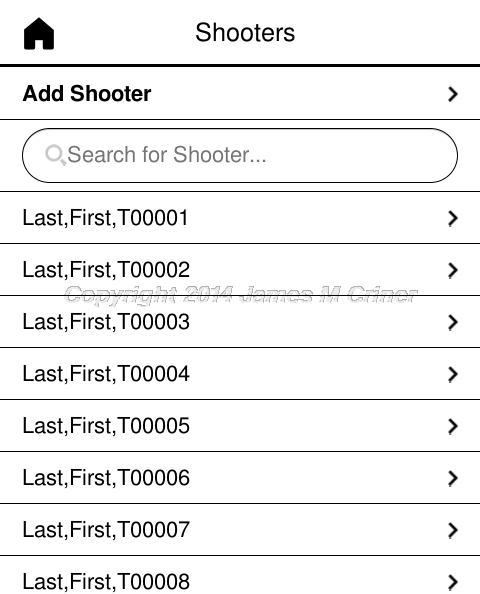 Shooters
Add Shooter
Search for Shooter...
Last,First,T00001
Last,First,T00002
Copyright 2014 James M Criner
Last,First,T00003
Last,First,T00004
Last,First,T00005
Last,First,T00006
Last,First,T00007
Last,First,T00008